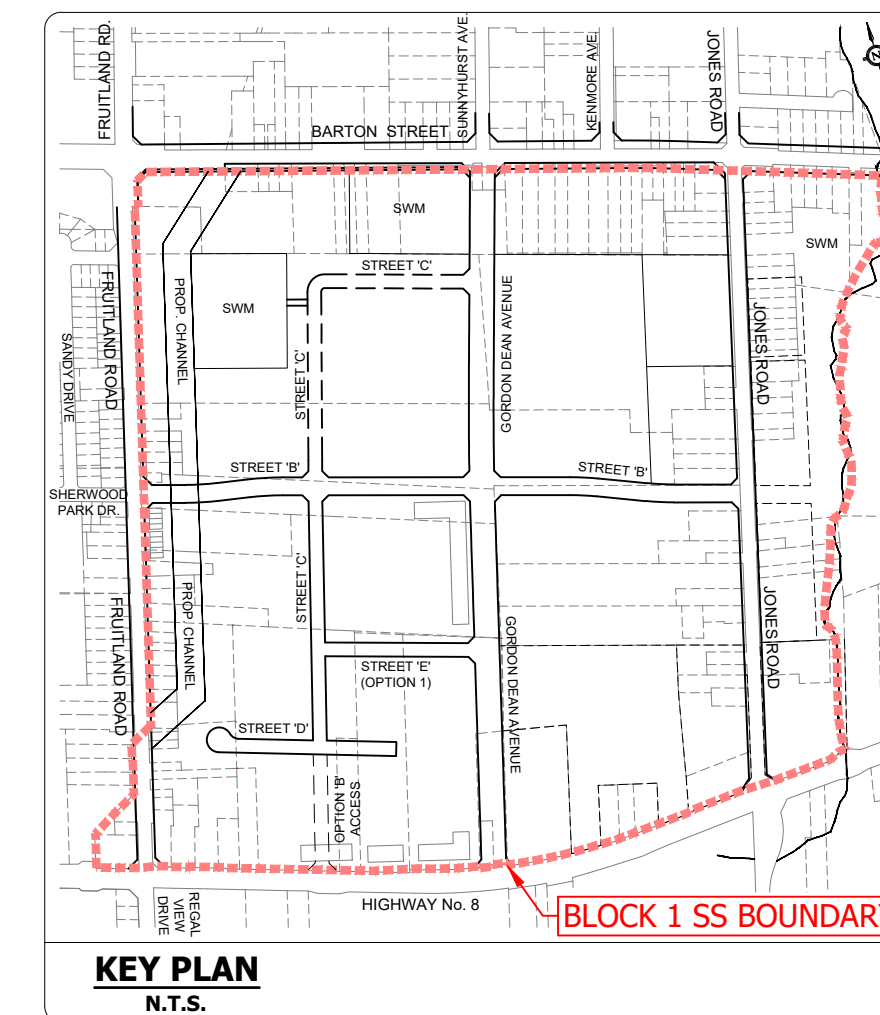 FRUITLAND RD.
SUNNYHURST AVE.
KENMORE AVE.
JONES ROAD
Z
BARTON STREET
SWM
SWM
STREET 'C'
FRUITLAND ROAD
SANDY DRIVE
PROP. CHANNEL
SWM
STREET 'C'
GORDON DEAN AVENUE
JONES ROAD
STREET 'B'
STREET 'B'
SHERWOOD
PARK DR.
STREET 'C'
FRUITLAND ROAD
PROP. CHANNEL
GORDON DEAN AVENUE
JONES ROAD
STREET 'E'
(OPTION 1)
STREET 'D'
OPTION 'B'
ACCESS
REGAL
VIEW
DRIVE
HIGHWAY No. 8
BLOCK 1 SS BOUNDARY
KEY PLAN
N.T.S.